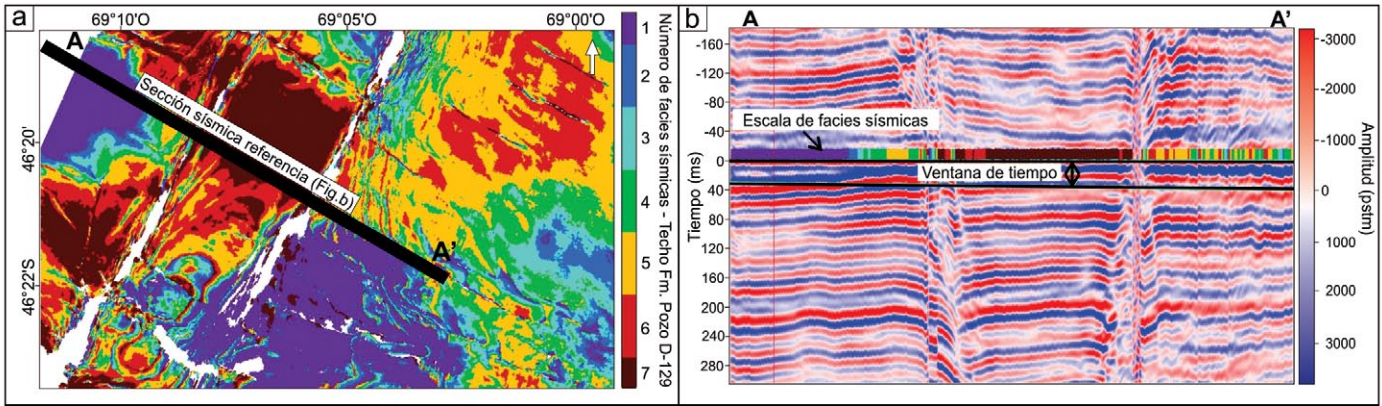 a
69°10'O
69°05'O
69°00'O
46°20'
46°22'S
A
Sección sísmica referencia (Fig.b)
A'
1
2
3
4
5
6
7
Número de facies sísmicas - Techo Fm. Pozo D-129
b
A
A'
-160
-120
-80
-40
0
40
80
120
160
200
240
280
Tiempo (ms)
Escala de facies sísmicas
Ventana de tiempo
-3000
-2000
-1000
0
1000
2000
3000
Amplitud (pstm)